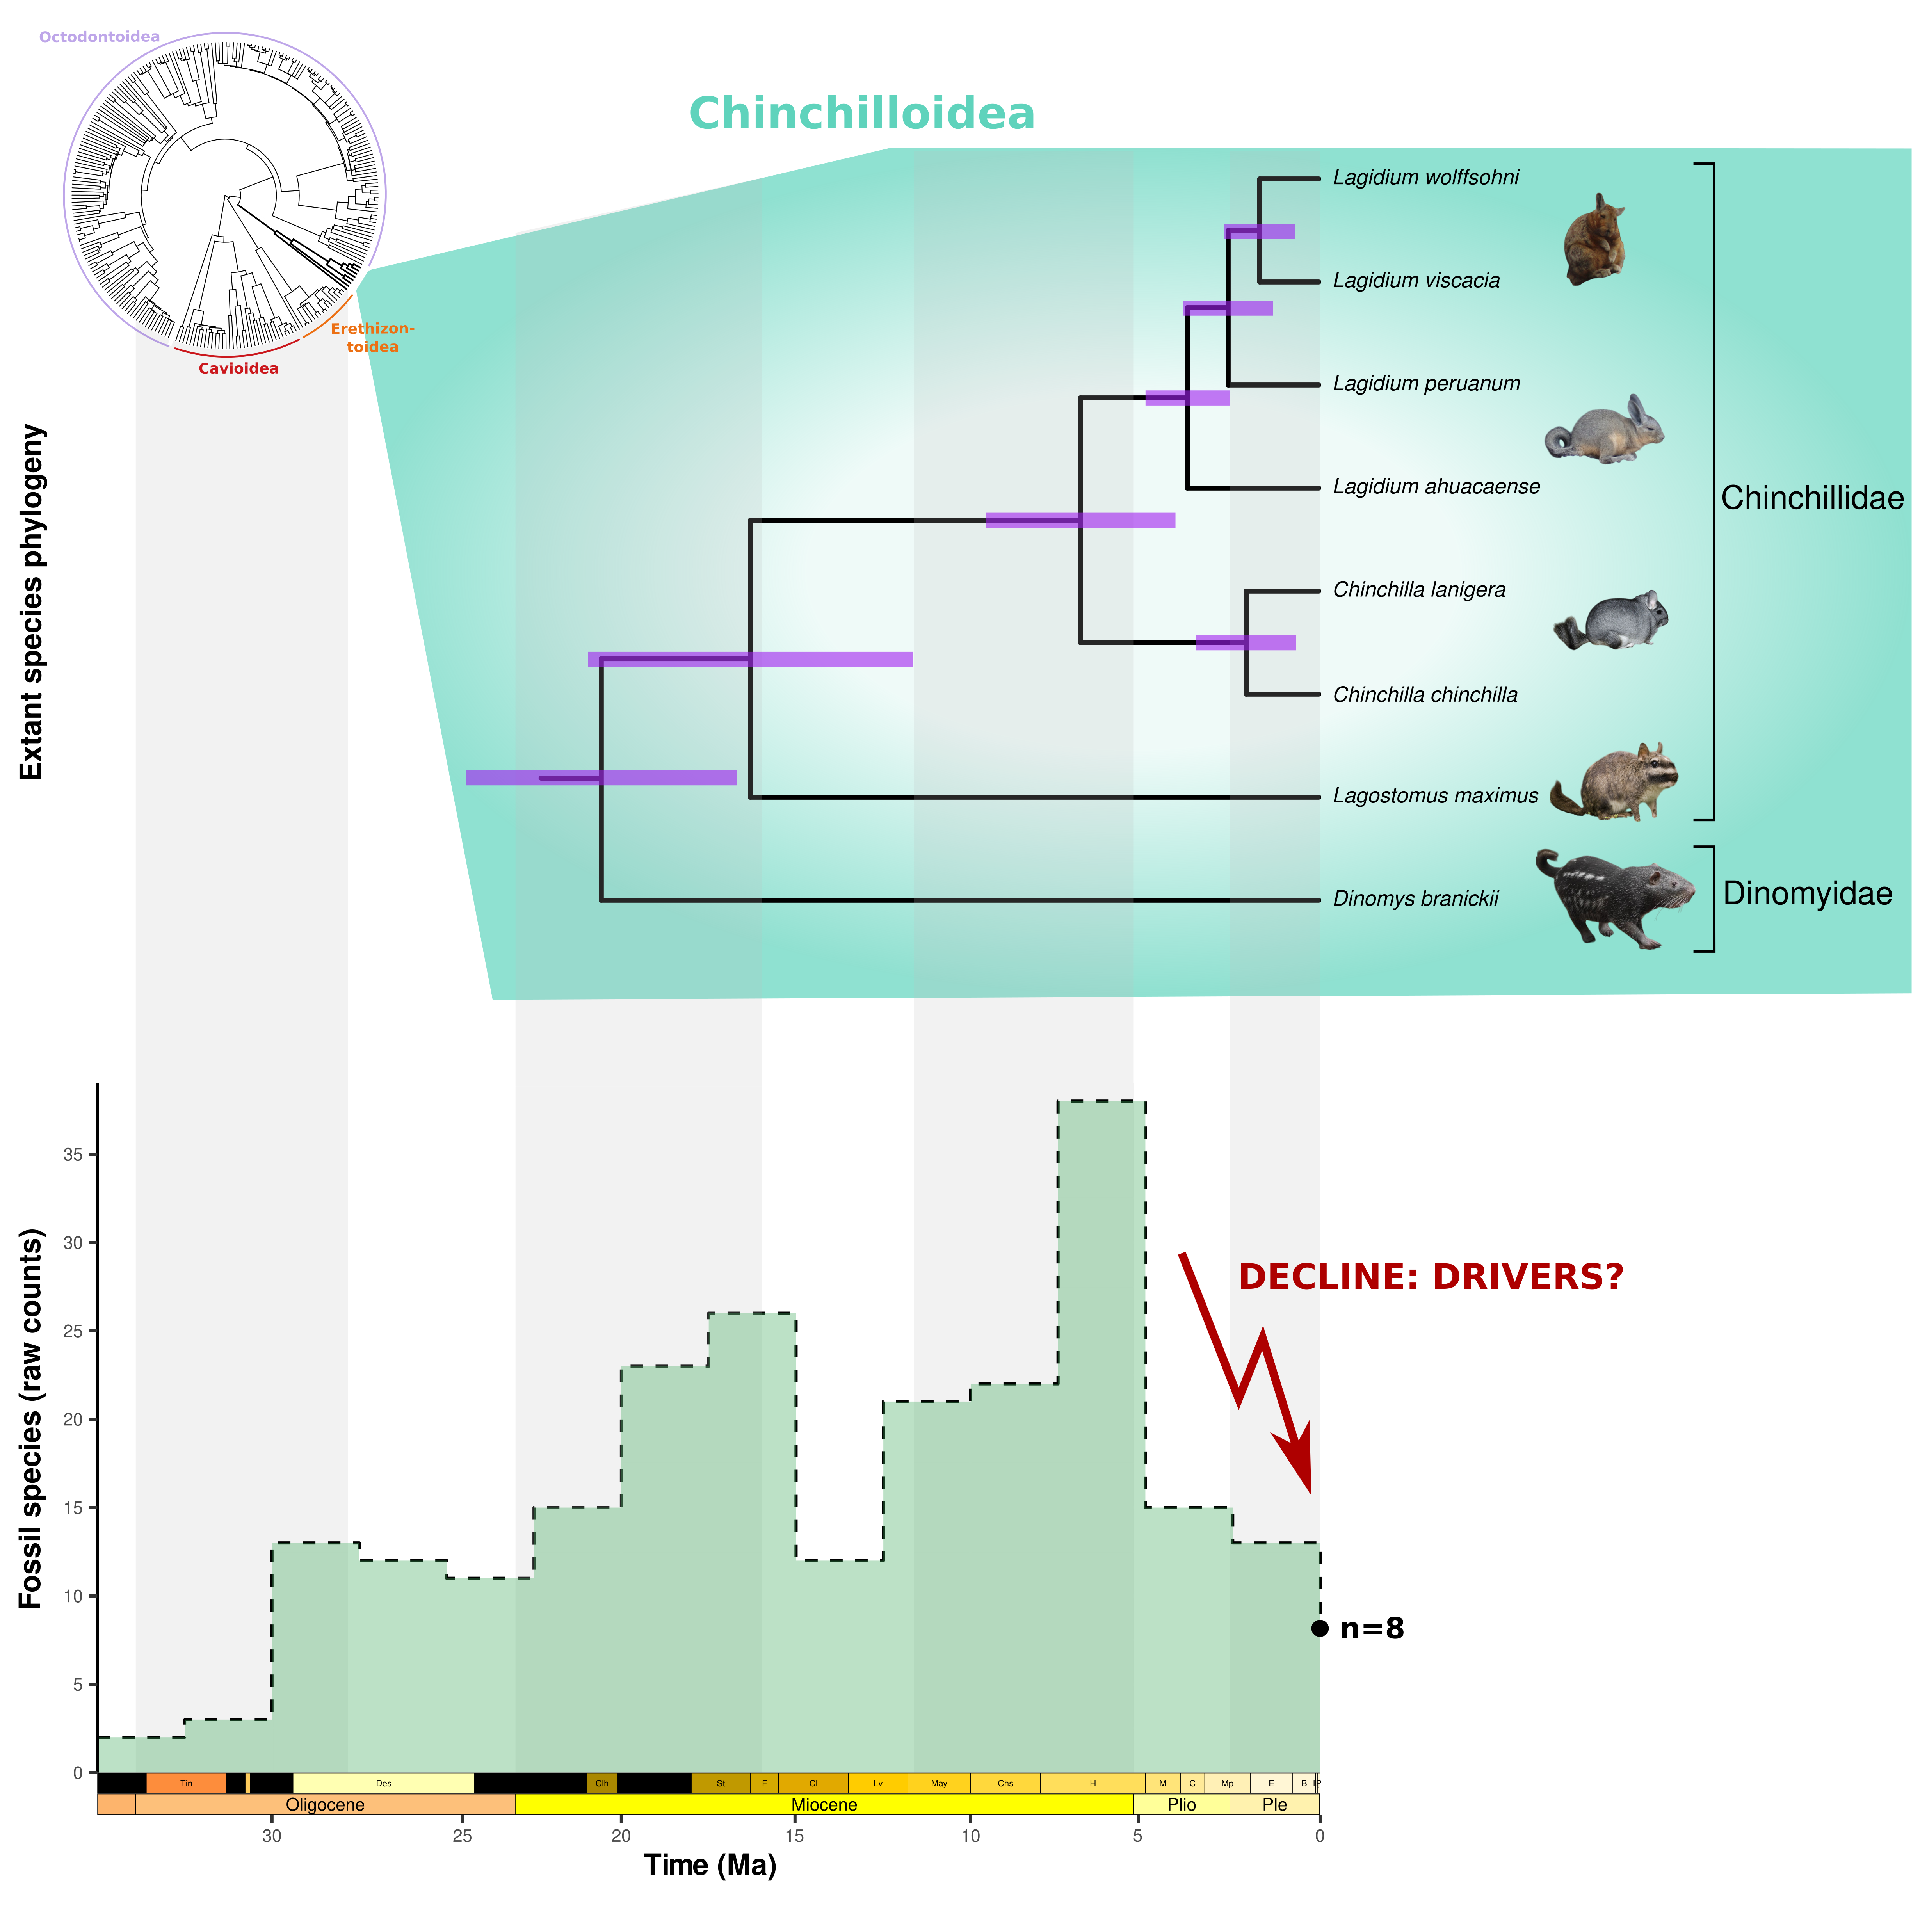 Octodontoidea
Chinchilloidea
Erethizon-
toidea
Cavioidea
Extant species phylogeny
Lagidium wolffsohni
Lagidium viscacia
Lagidium peruanum
Lagidium ahuacaense
Chinchilla lanigera
Chinchilla chinchilla
Lagostomus maximus
Dinomys branickii
Chinchillidae
Dinomyidae
Fossil species (raw counts)
35
30
25
20
15
10
5
0
DECLINE: DRIVERS?
n=8
Tin Des Clh St F Cl Lv May Chs H M C Mp E B
Oligocene Miocene Plio Ple
30 25 20 15 10 5 0
Time (Ma)